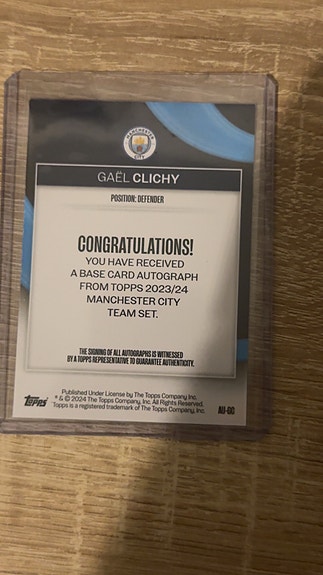 MANCHESTER
CITY
GAËL CLICHY
POSITION: DEFENDER
CONGRATULATIONS!
YOU HAVE RECEIVED
A BASE CARD AUTOGRAPH
FROM TOPPS 2023/24
MANCHESTER CITY
TEAM SET.
THE SIGNING OF ALL AUTOGRAPHS IS WITNESSED
BY A TOPPS REPRESENTATIVE TO GUARANTEE AUTHENTICITY.
Published Under License by The Topps Company, Inc.
® & © 2024 The Topps Company, Inc. All Rights Reserved.
Topps is a registered trademark of The Topps Company, Inc.
Topps